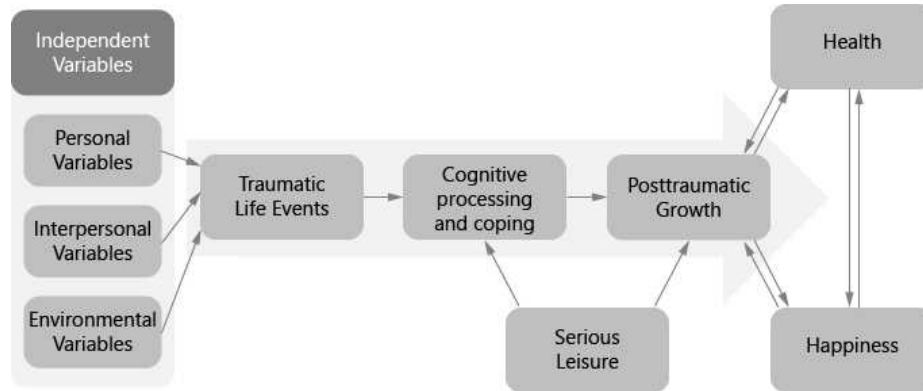 Independent
Variables
Personal
Variables
Interpersonal
Variables
Environmental
Variables
Traumatic
Life Events
Cognitive
processing
and coping
Posttraumatic
Growth
Serious
Leisure
Health
Happiness